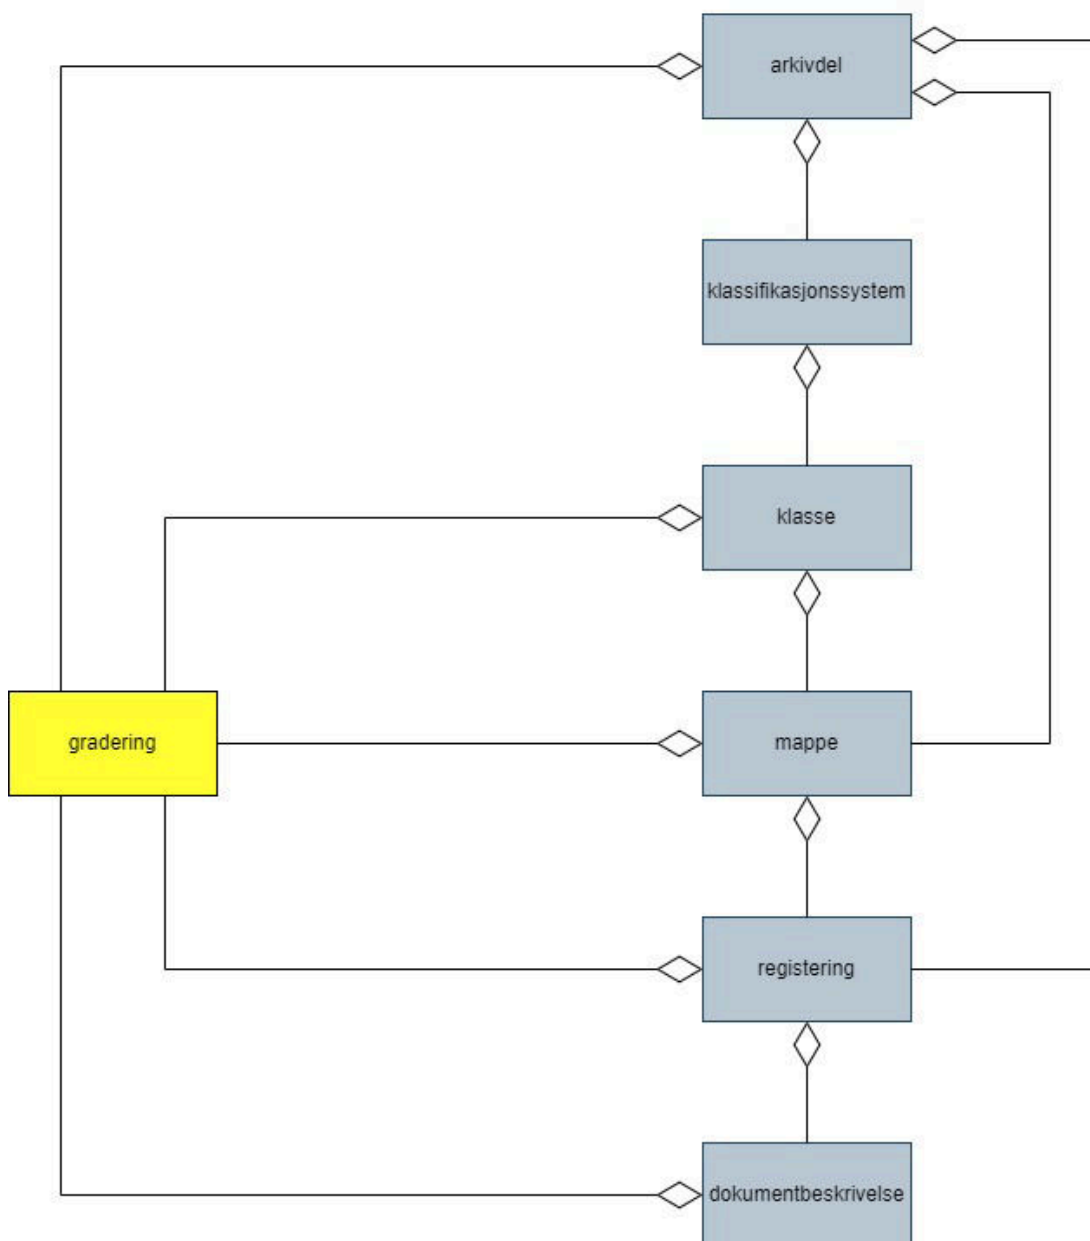 arkivdel
klassifikasjonssystem
klasse
gradering
mappe
registering
dokumentbeskrivelse